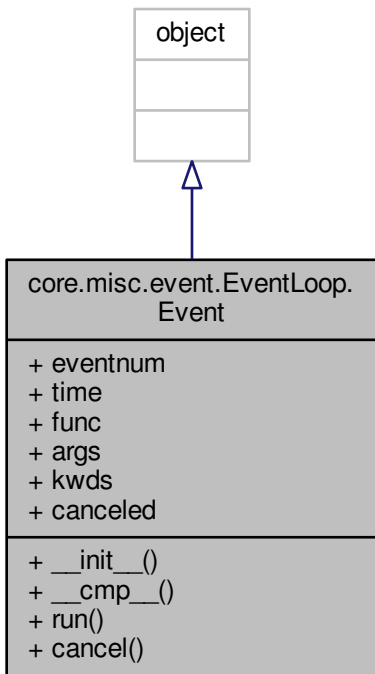 object
core.misc.event.EventLoop.
Event
+ eventnum
+ time
+ func
+ args
+ kwds
+ canceled
+ __init__()
+ __cmp__()
+ run()
+ cancel()